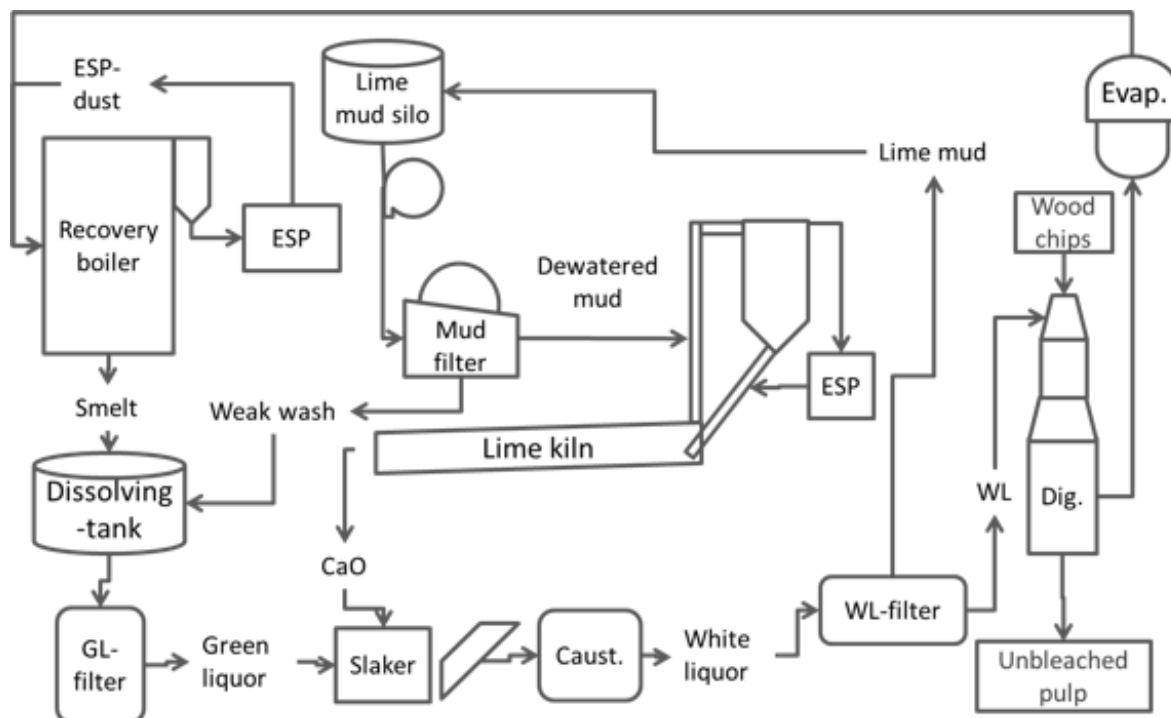 ESP-
dust
Lime
mud silo
Evap.
Lime mud
Recovery
boiler
ESP
Wood
chips
Dewatered
mud
Mud
filter
ESP
Smelt
Weak wash
Lime kiln
Dissolving
-tank
WL
Dig.
CaO
WL-filter
GL-
filter
Green
liquor
Slaker
Caust.
White
liquor
Unbleached
pulp